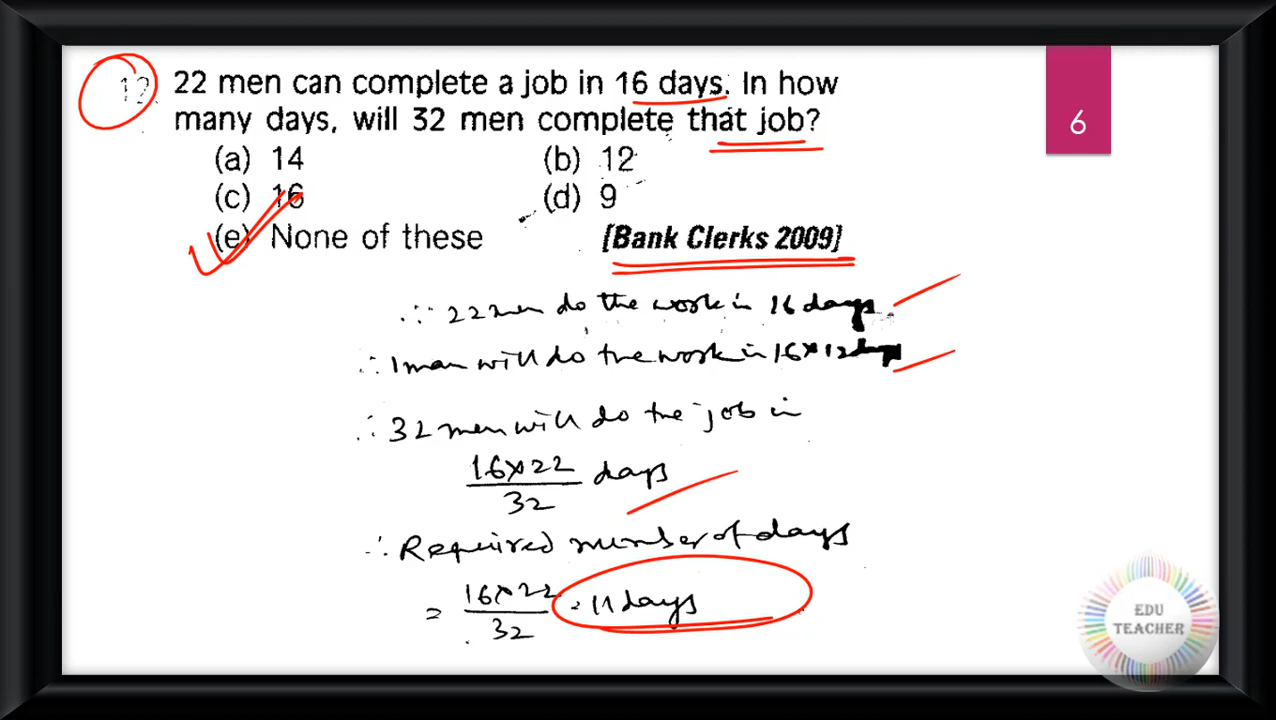 12. 22 men can complete a job in 16 days. In how
6
many days, will 32 men complete that job?
(a) 14 (b) 12
(c) 16 (d) 9
(e) None of these [Bank Clerks 2009]
∵ 22 men do the work in 16 days
∴ 1 man will do the work in 16×12 days
∴ 32 men will do the job in
16×22
32
days
∴ Required number of days
= 16×22
32
= 11 days
EDU
TEACHER